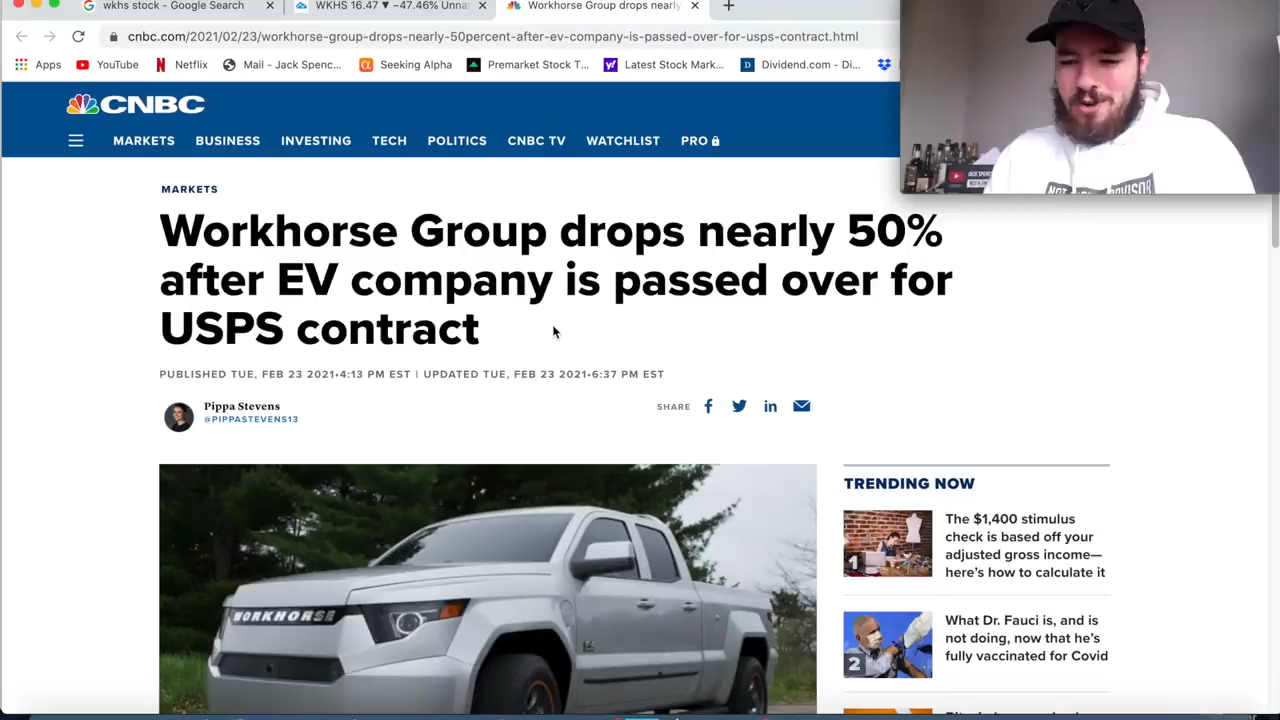 wkhs stock - Google Search
WKHS 16.47 ▼ −47.46% Unna
Workhorse Group drops nearly
cnbc.com/2021/02/23/workhorse-group-drops-nearly-50percent-after-ev-company-is-passed-over-for-usps-contract.html
Apps YouTube Netflix Mail - Jack Spenc... Seeking Alpha Premarket Stock T... Latest Stock Mark... Dividend.com - Di...
CNBC
MARKETS BUSINESS INVESTING TECH POLITICS CNBC TV WATCHLIST PRO
MARKETS
Workhorse Group drops nearly 50%
after EV company is passed over for
USPS contract
PUBLISHED TUE, FEB 23 2021•4:13 PM EST | UPDATED TUE, FEB 23 2021•6:37 PM EST
Pippa Stevens
@PIPPASTEVENS13
SHARE
WORKHORSE
TRENDING NOW
1
The $1,400 stimulus
check is based off your
adjusted gross income—
here's how to calculate it
2
What Dr. Fauci is, and is
not doing, now that he's
fully vaccinated for Covid